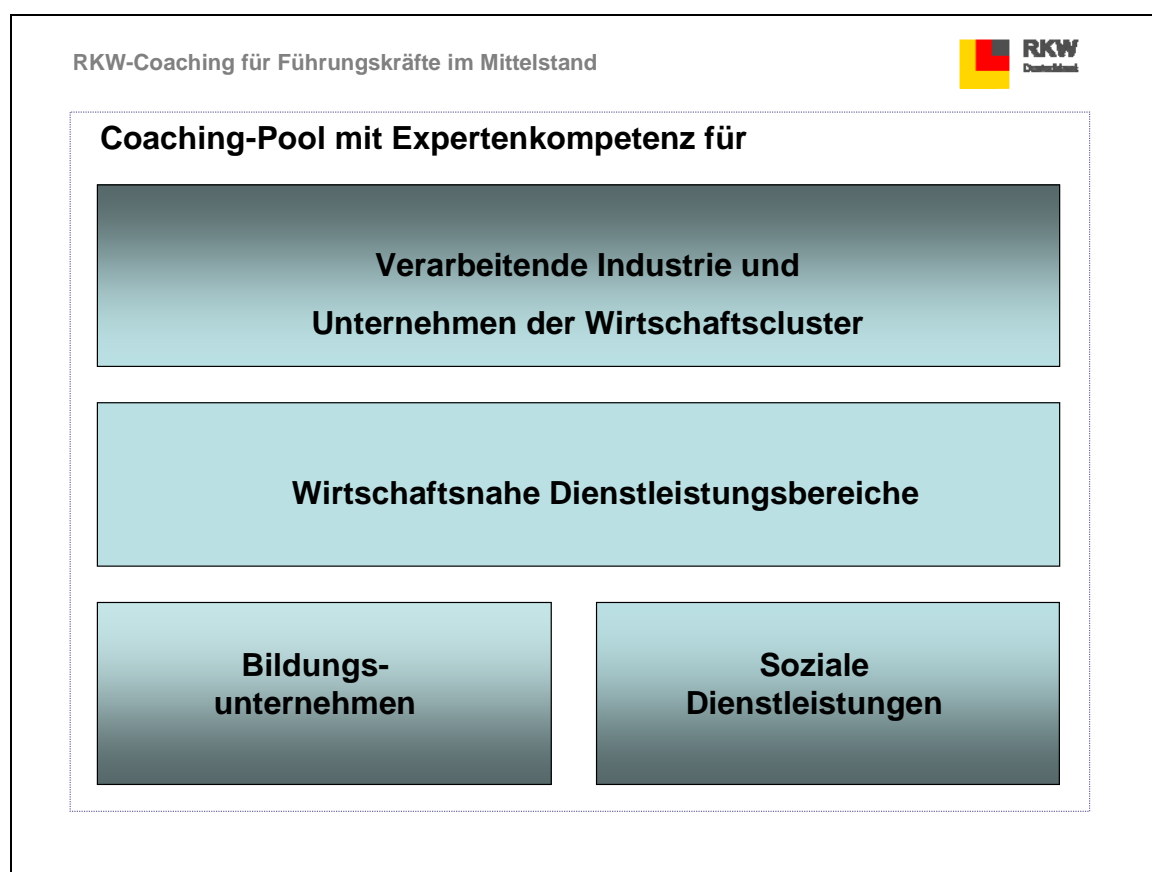 RKW-Coaching für Führungskräfte im Mittelstand
RKW
Deutschland
Coaching-Pool mit Expertenkompetenz für
Verarbeitende Industrie und
Unternehmen der Wirtschaftscluster
Wirtschaftsnahe Dienstleistungsbereiche
Bildungs-
unternehmen
Soziale
Dienstleistungen